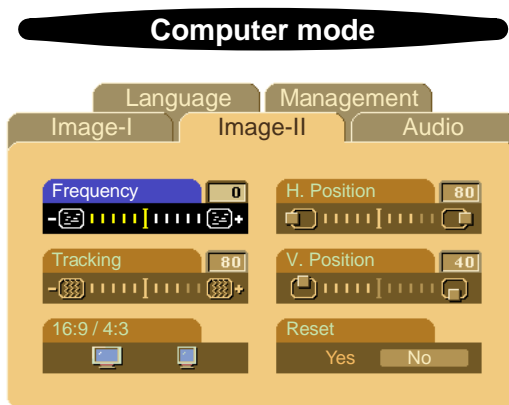 Computer mode
Language Management
Image-I Image-II Audio
Frequency 0
H. Position 80
Tracking 80
V. Position 40
16:9 / 4:3
Reset
Yes No